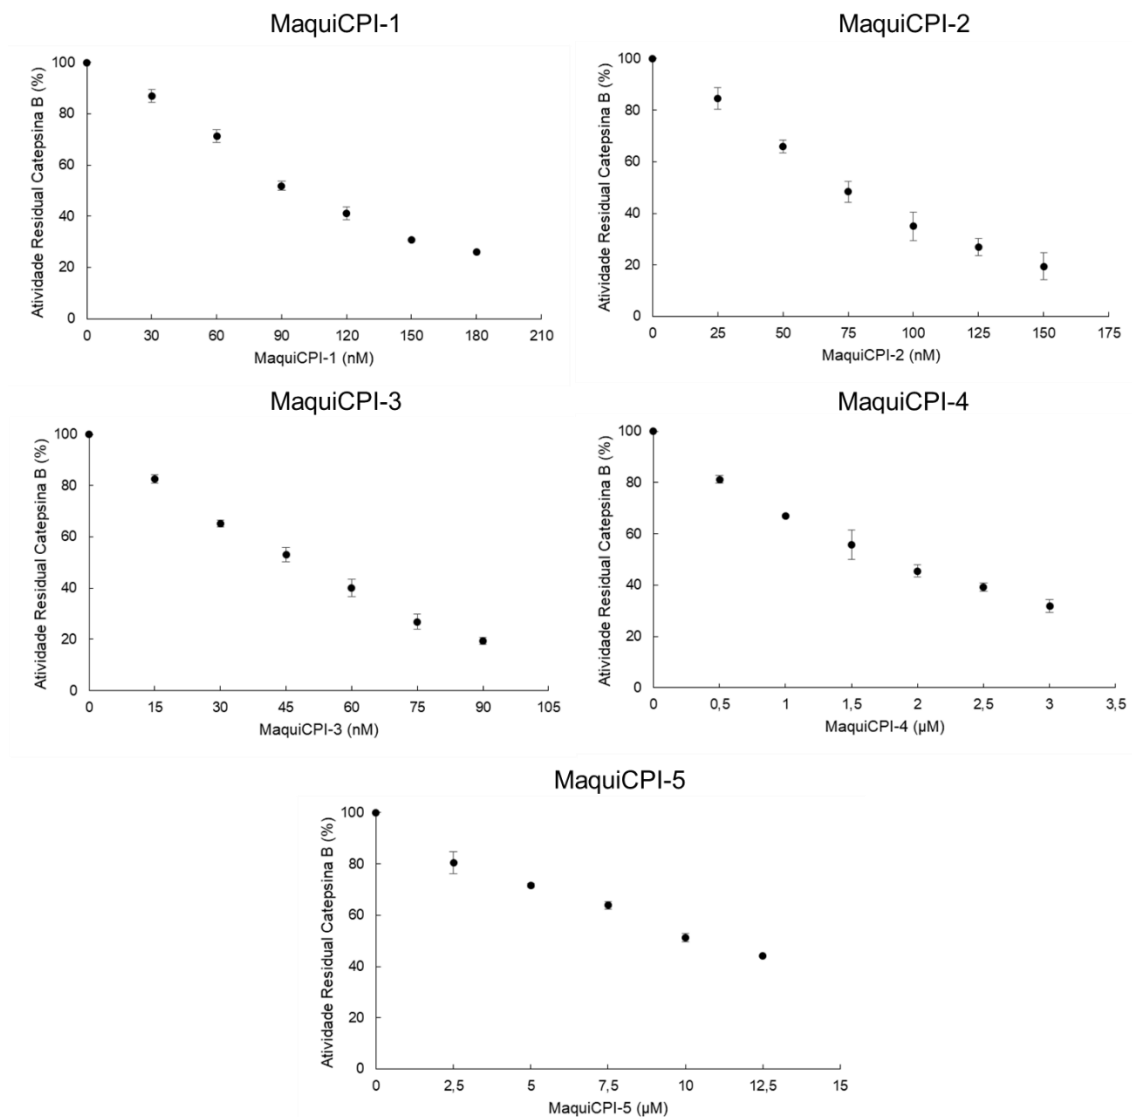 MaquiCPI-1
Atividade Residual Catepsina B (%)
100
80
60
40
20
0
0 30 60 90 120 150 180 210
MaquiCPI-1 (nM)
MaquiCPI-2
Atividade Residual Catepsina B (%)
100
80
60
40
20
0
0 25 50 75 100 125 150 175
MaquiCPI-2 (nM)
MaquiCPI-3
Atividade Residual Catepsina B (%)
100
80
60
40
20
0
0 15 30 45 60 75 90 105
MaquiCPI-3 (nM)
MaquiCPI-4
Atividade Residual Catepsina B (%)
100
80
60
40
20
0
0 0,5 1 1,5 2 2,5 3 3,5
MaquiCPI-4 (µM)
MaquiCPI-5
Atividade Residual Catepsina B (%)
100
80
60
40
20
0
0 2,5 5 7,5 10 12,5 15
MaquiCPI-5 (µM)